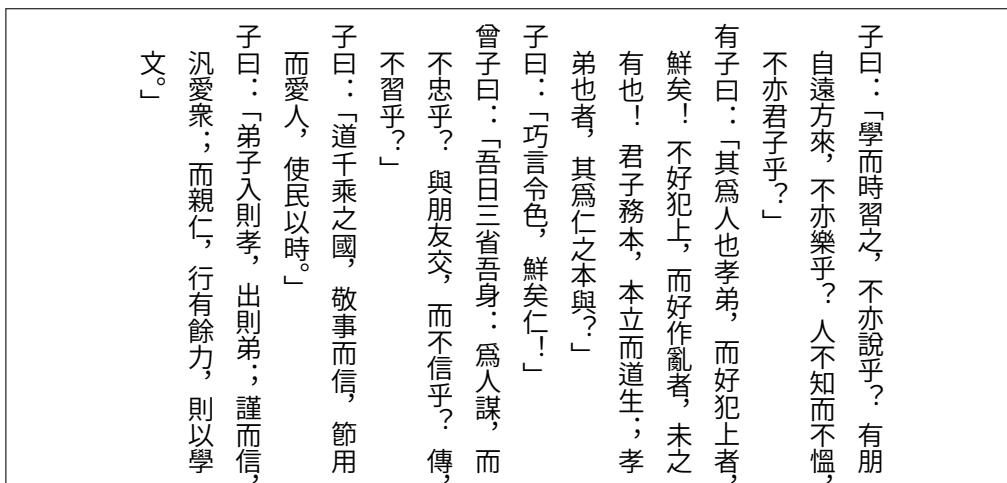 子曰：「學而時習之，不亦說乎？有朋
自遠方來，不亦樂乎？人不知而不慍，
不亦君子乎？」
有子曰：「其爲人也孝弟，而好犯上者，
鮮矣！不好犯上，而好作亂者，未之
有也！君子務本，本立而道生；孝
弟也者，其爲仁之本與？」
子曰：「巧言令色，鮮矣仁！」
曾子曰：「吾日三省吾身：爲人謀，而
不忠乎？與朋友交，而不信乎？傳，
不習乎？」
子曰：「道千乘之國，敬事而信，節用
而愛人，使民以時。」
子曰：「弟子入則孝，出則弟；謹而信，
汎愛衆；而親仁，行有餘力，則以學
文。」